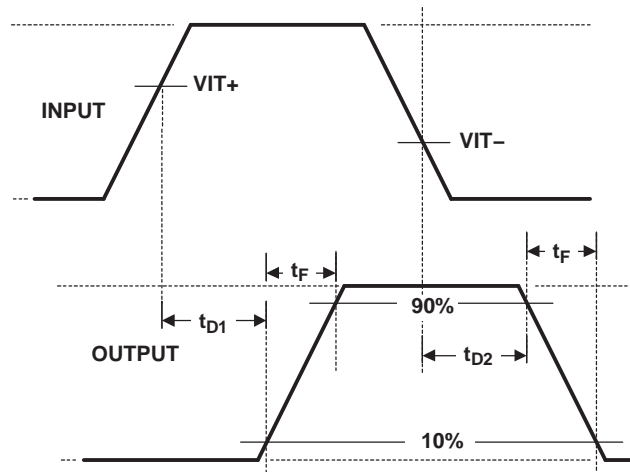 VIT+
INPUT
VIT−
tF
tF
90%
tD1
tD2
OUTPUT
10%